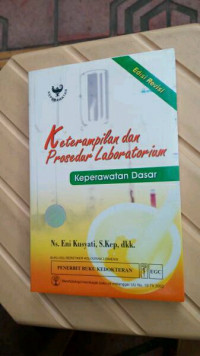 Edisi Revisi
Keterampilan dan
Prosedur Laboratorium
Keperawatan Dasar
Ns. Eni Kusyati, S.Kep, dkk.
PENERBIT BUKU KEDOKTERAN
EGC